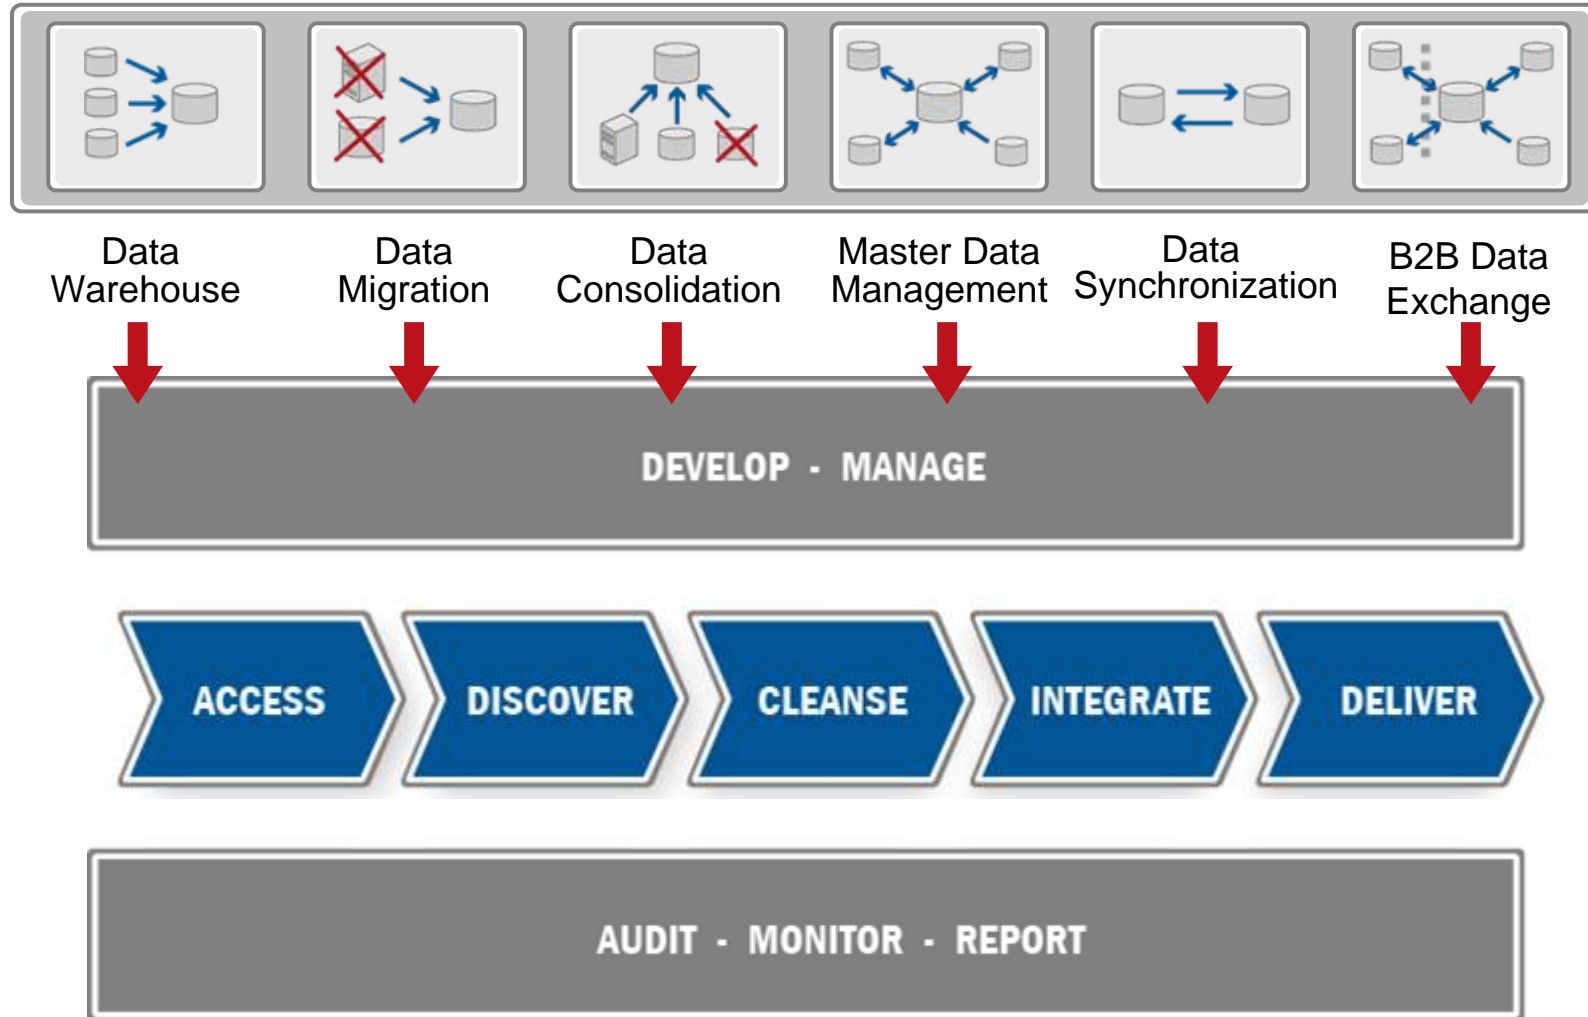 Data
Warehouse
Data
Migration
Data
Consolidation
Master Data
Management
Data
Synchronization
B2B Data
Exchange
DEVELOP - MANAGE
ACCESS
DISCOVER
CLEANSE
INTEGRATE
DELIVER
AUDIT - MONITOR - REPORT